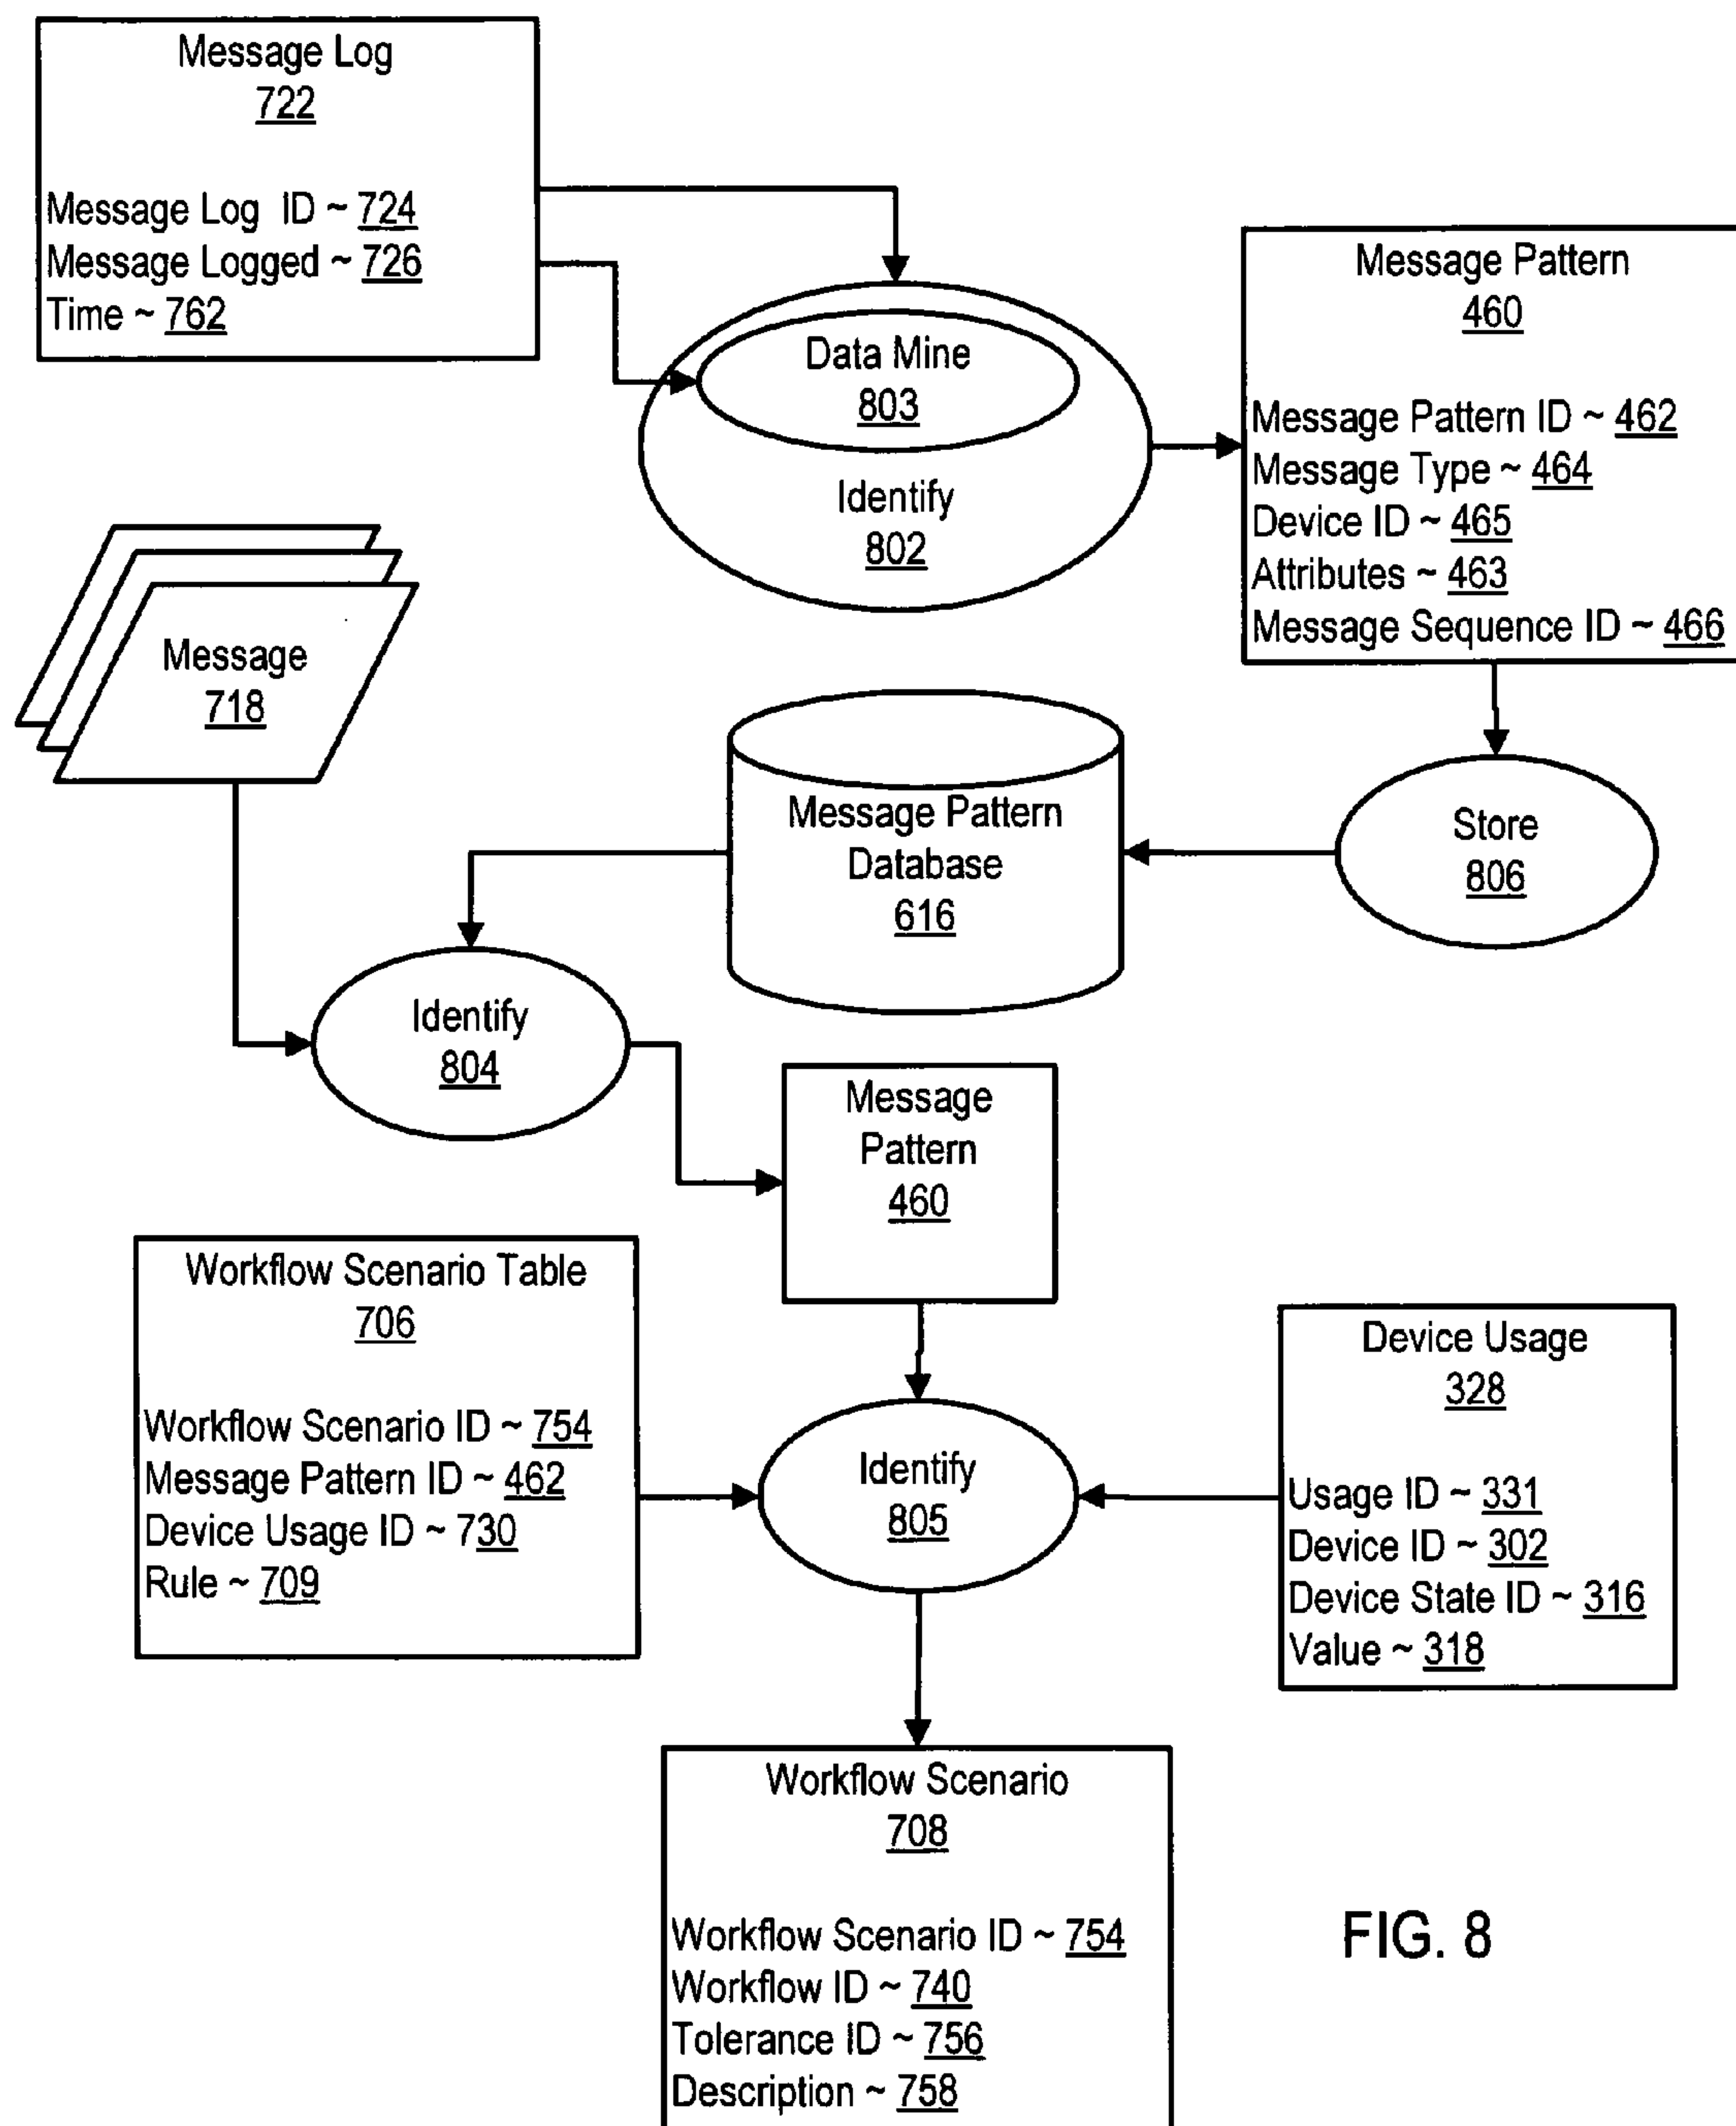 Message Log
722
Message Log ID ~ 724
Message Logged ~ 726
Time ~ 762
Data Mine
803
Identify
802
Message Pattern
460
Message Pattern ID ~ 462
Message Type ~ 464
Device ID ~ 465
Attributes ~ 463
Message Sequence ID ~ 466
Message
718
Message Pattern
Database
616
Store
806
Identify
804
Message
Pattern
460
Workflow Scenario Table
706
Workflow Scenario ID ~ 754
Message Pattern ID ~ 462
Device Usage ID ~ 730
Rule ~ 709
Identify
805
Device Usage
328
Usage ID ~ 331
Device ID ~ 302
Device State ID ~ 316
Value ~ 318
Workflow Scenario
708
Workflow Scenario ID ~ 754
Workflow ID ~ 740
Tolerance ID ~ 756
Description ~ 758
FIG. 8